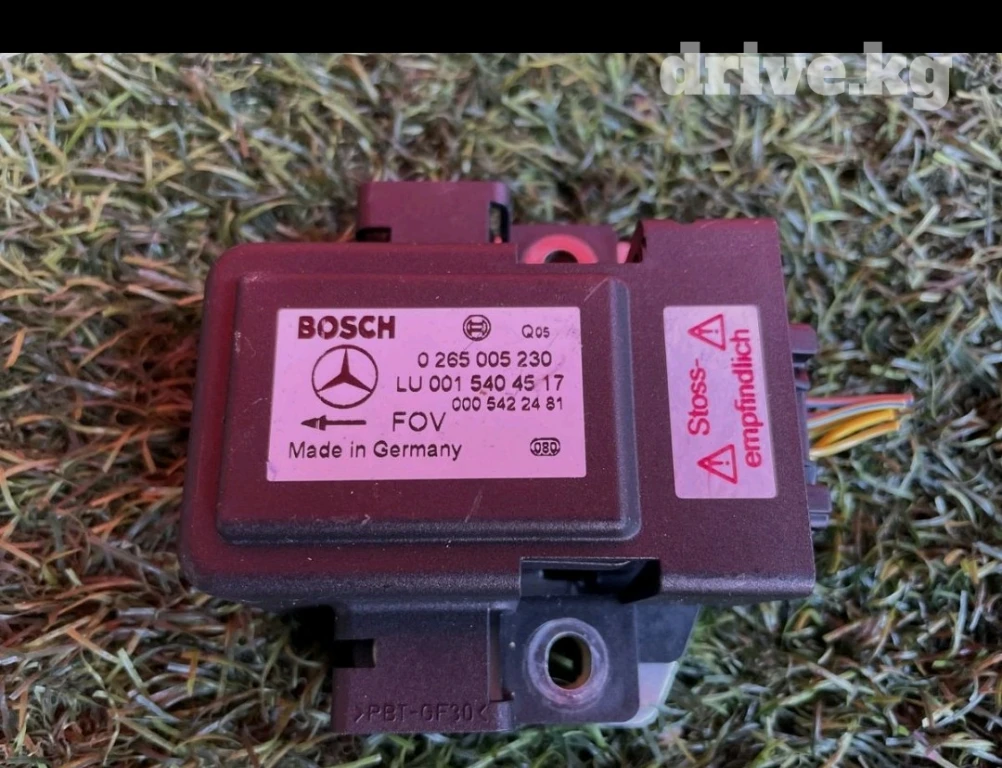 drive.kg
BOSCH
Q05
0 265 005 230
LU 001 540 45 17
000 542 24 81
FOV
Made in Germany
080
Stoss-
empfindlich
>PBT-GF30<